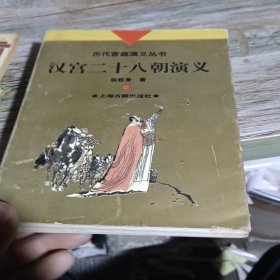 历代宫庭演义丛书
汉宫二十八朝演义
徐哲身 著
上海古籍出版社